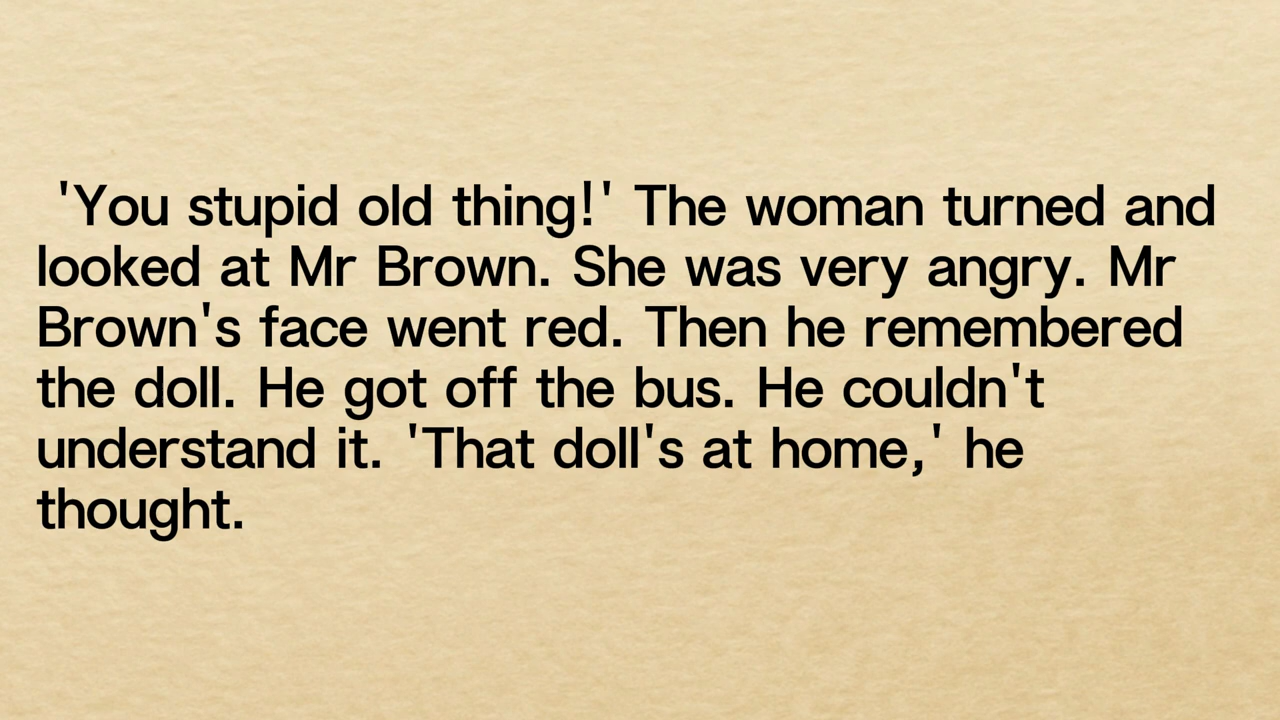 'You stupid old thing!' The woman turned and
looked at Mr Brown. She was very angry. Mr
Brown's face went red. Then he remembered
the doll. He got off the bus. He couldn't
understand it. 'That doll's at home,' he
thought.